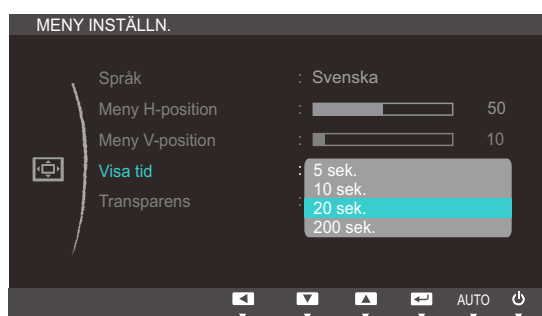 MENY INSTÄLLN.
Språk : Svenska
Meny H-position : 50
Meny V-position : 10
Visa tid : 5 sek.
10 sek.
Transparens : 20 sek.
200 sek.
AUTO